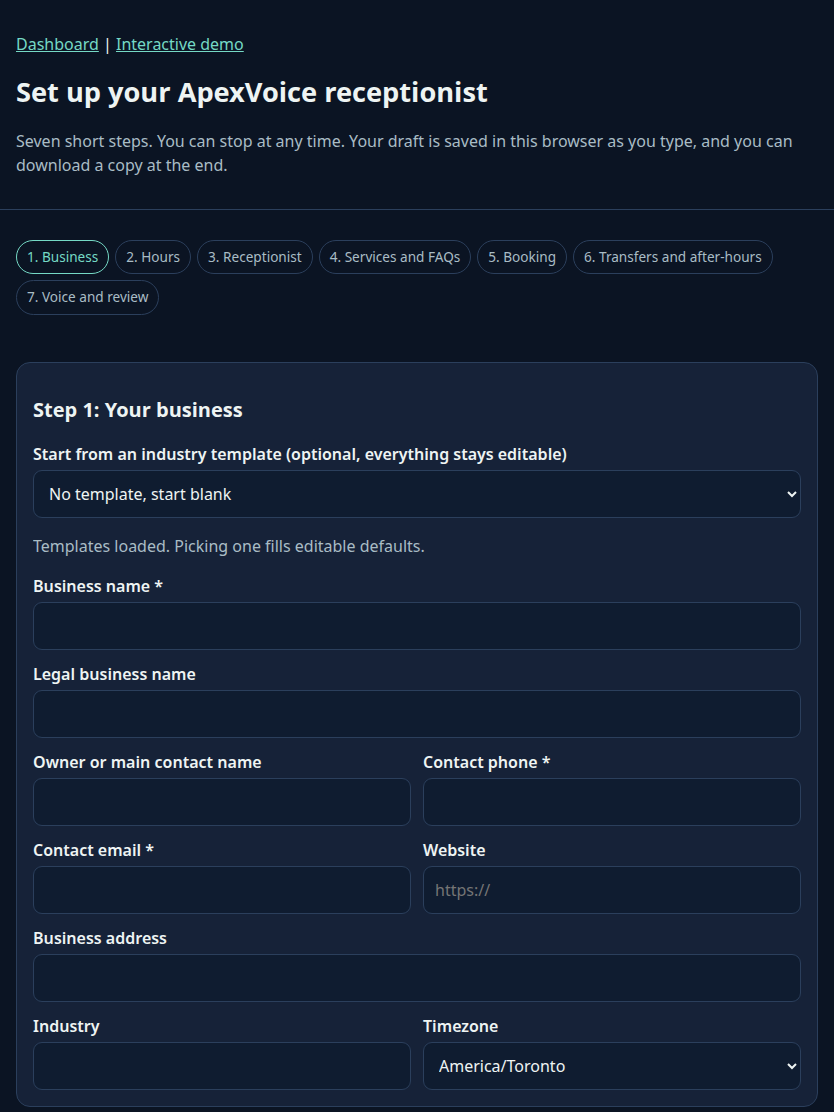 Dashboard | Interactive demo
Set up your ApexVoice receptionist
Seven short steps. You can stop at any time. Your draft is saved in this browser as you type, and you can
download a copy at the end.
1. Business 2. Hours 3. Receptionist 4. Services and FAQs 5. Booking 6. Transfers and after-hours
7. Voice and review
Step 1: Your business
Start from an industry template (optional, everything stays editable)
No template, start blank
Templates loaded. Picking one fills editable defaults.
Business name *
Legal business name
Owner or main contact name Contact phone *
Contact email * Website
https://
Business address
Industry Timezone
America/Toronto